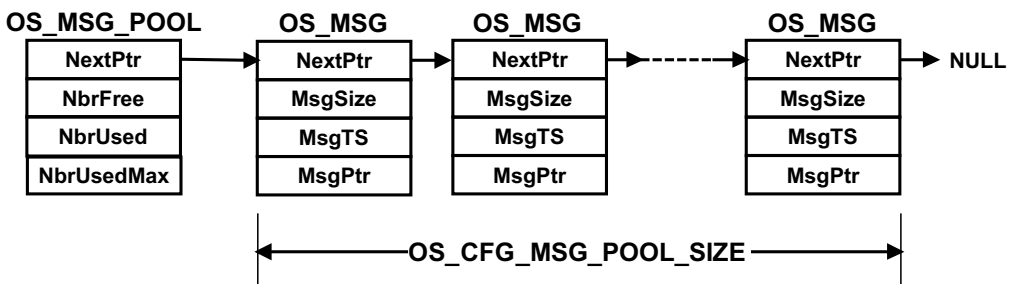 OS_MSG_POOL OS_MSG OS_MSG OS_MSG
NextPtr NextPtr NextPtr NextPtr NULL
NbrFree MsgSize MsgSize MsgSize
NbrUsed MsgTS MsgTS MsgTS
NbrUsedMax MsgPtr MsgPtr MsgPtr
OS_CFG_MSG_POOL_SIZE